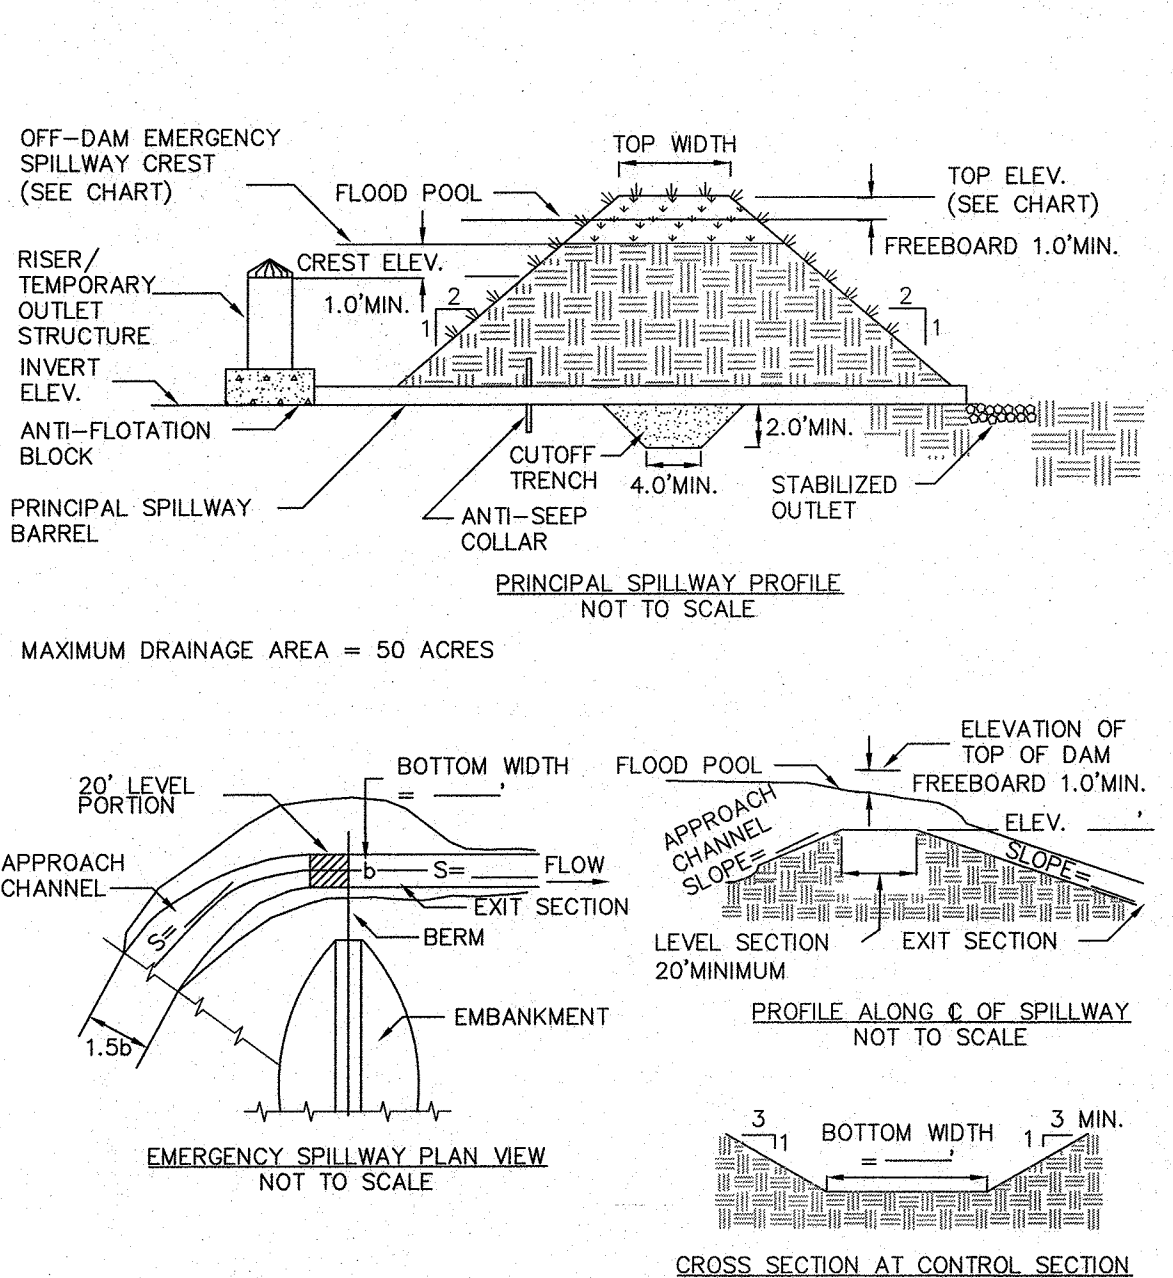 OFF-DAM EMERGENCY
SPILLWAY CREST
(SEE CHART)
FLOOD POOL
TOP WIDTH
TOP ELEV.
(SEE CHART)
FREEBOARD 1.0'MIN.
RISER/
TEMPORARY
OUTLET
STRUCTURE
CREST ELEV.
1.0'MIN.
2
1
2
1
INVERT
ELEV.
ANTI-FLOTATION
BLOCK
PRINCIPAL SPILLWAY
BARREL
CUTOFF
TRENCH
2.0'MIN.
4.0'MIN.
ANTI-SEEP
COLLAR
STABILIZED
OUTLET
PRINCIPAL SPILLWAY PROFILE
NOT TO SCALE
MAXIMUM DRAINAGE AREA = 50 ACRES
20' LEVEL
PORTION
BOTTOM WIDTH
= ______'
APPROACH
CHANNEL
b
S= ______
FLOW
S= ______
EXIT SECTION
BERM
EMBANKMENT
1.5b
EMERGENCY SPILLWAY PLAN VIEW
NOT TO SCALE
ELEVATION OF
TOP OF DAM
FLOOD POOL
FREEBOARD 1.0'MIN.
APPROACH
CHANNEL
SLOPE= ______
ELEV. ______'
SLOPE= ______
LEVEL SECTION
20'MINIMUM
EXIT SECTION
PROFILE ALONG ℄ OF SPILLWAY
NOT TO SCALE
3
1
BOTTOM WIDTH
= ______'
3 MIN.
1
CROSS SECTION AT CONTROL SECTION